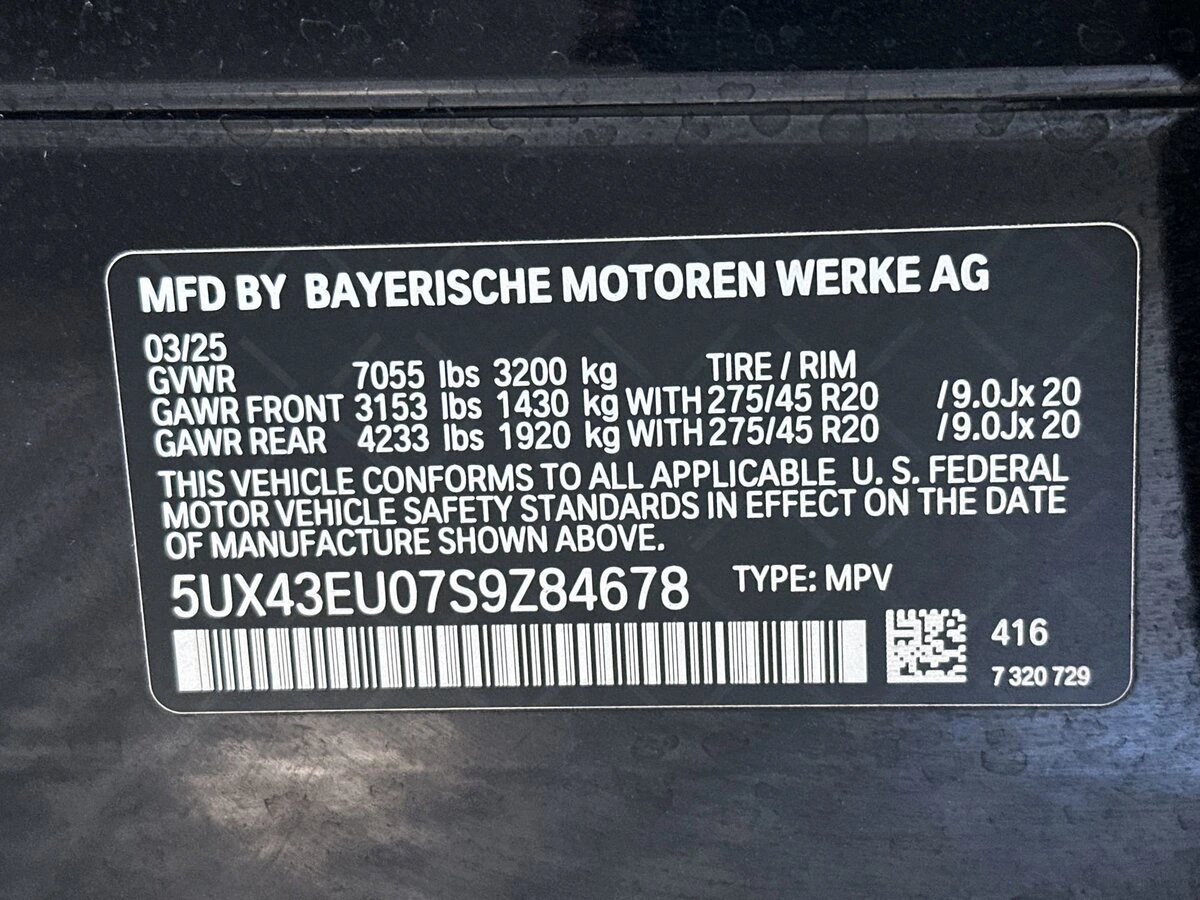 MFD BY BAYERISCHE MOTOREN WERKE AG
03/25
GVWR 7055 lbs 3200 kg TIRE / RIM
GAWR FRONT 3153 lbs 1430 kg WITH 275/45 R20 /9.0Jx 20
GAWR REAR 4233 lbs 1920 kg WITH 275/45 R20 /9.0Jx 20
THIS VEHICLE CONFORMS TO ALL APPLICABLE U. S. FEDERAL
MOTOR VEHICLE SAFETY STANDARDS IN EFFECT ON THE DATE
OF MANUFACTURE SHOWN ABOVE.
5UX43EU07S9Z84678 TYPE: MPV
416
7 320 729